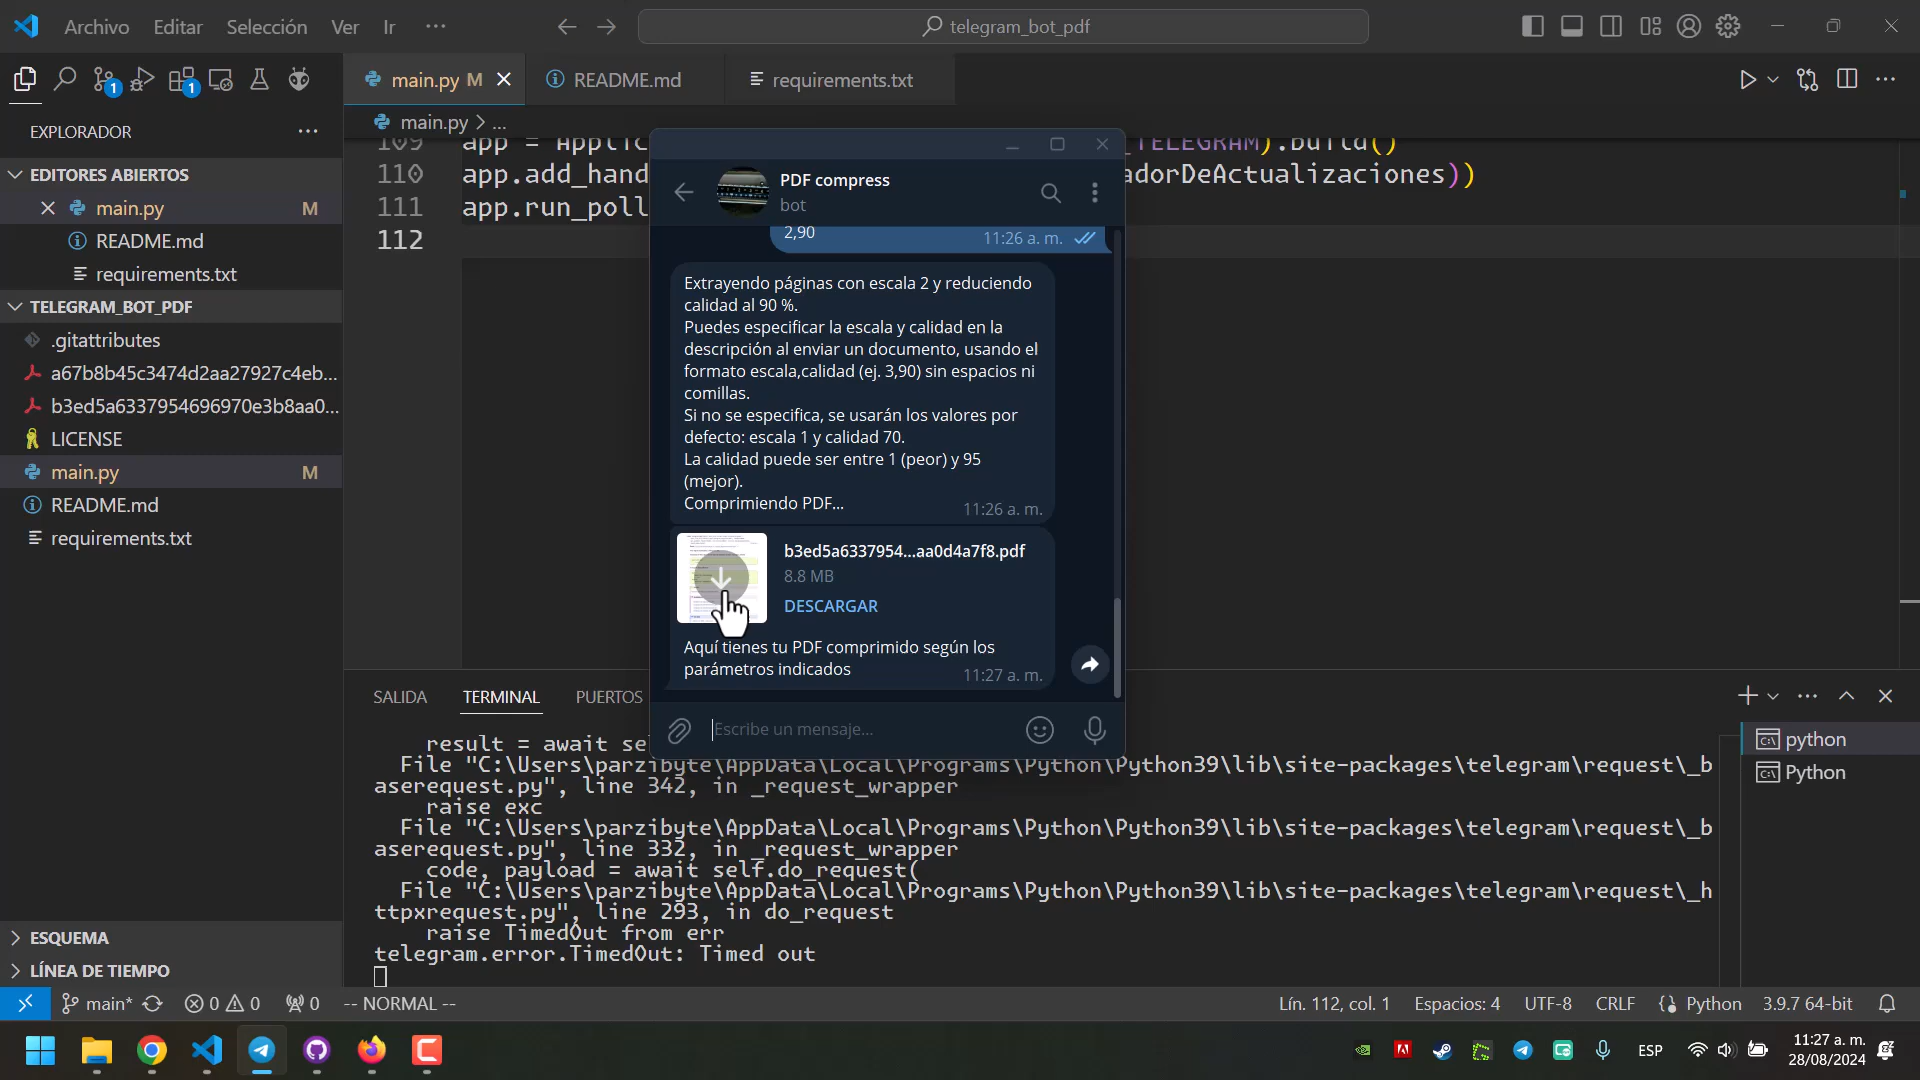 Archivo Editar Selección Ver Ir ···
telegram_bot_pdf
1
1
main.py M
README.md
requirements.txt
EXPLORADOR ···
main.py > ...
EDITORES ABIERTOS
main.py M
README.md
requirements.txt
TELEGRAM_BOT_PDF
.gitattributes
a67b8b45c3474d2aa27927c4eb...
b3ed5a6337954696970e3b8aa0...
LICENSE
main.py M
README.md
requirements.txt
ESQUEMA
LÍNEA DE TIEMPO
109 app = Applic _TELEGRAM).build()
110 app.add_hand adorDeActualizaciones))
111 app.run_poll
112
PDF compress
bot
2,90
11:26 a. m.
Extrayendo páginas con escala 2 y reduciendo
calidad al 90 %.
Puedes especificar la escala y calidad en la
descripción al enviar un documento, usando el
formato escala,calidad (ej. 3,90) sin espacios ni
comillas.
Si no se especifica, se usarán los valores por
defecto: escala 1 y calidad 70.
La calidad puede ser entre 1 (peor) y 95
(mejor).
Comprimiendo PDF...
11:26 a. m.
b3ed5a6337954...aa0d4a7f8.pdf
8.8 MB
DESCARGAR
Aquí tienes tu PDF comprimido según los
parámetros indicados
11:27 a. m.
Escribe un mensaje...
SALIDA TERMINAL PUERTOS
result = await se
File "C:\Users\parzibyte\AppData\Local\Programs\Python\Python39\lib\site-packages\telegram\request\_b
aserequest.py", line 342, in _request_wrapper
raise exc
File "C:\Users\parzibyte\AppData\Local\Programs\Python\Python39\lib\site-packages\telegram\request\_b
aserequest.py", line 332, in _request_wrapper
code, payload = await self.do_request(
File "C:\Users\parzibyte\AppData\Local\Programs\Python\Python39\lib\site-packages\telegram\request\_h
ttpxrequest.py", line 293, in do_request
raise TimedOut from err
telegram.error.TimedOut: Timed out
python
Python
main* 0 0 0 -- NORMAL --
Lín. 112, col. 1 Espacios: 4 UTF-8 CRLF Python 3.9.7 64-bit
ESP
11:27 a. m.
28/08/2024